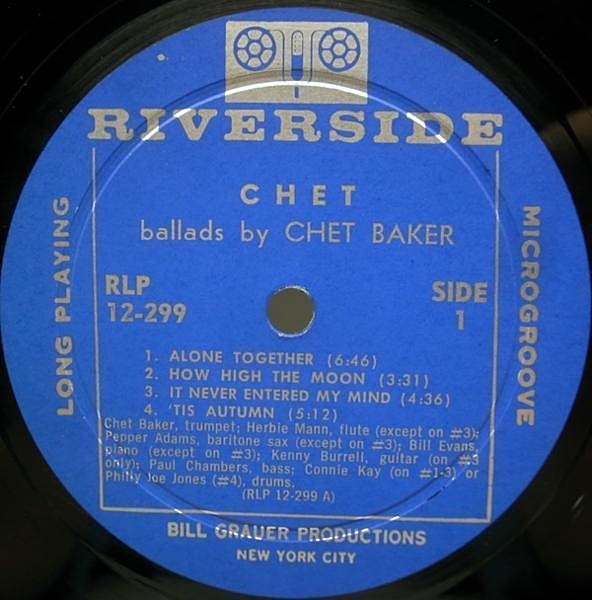 RIVERSIDE
CHET
ballads by CHET BAKER
RLP
12-299
SIDE
1
LONG PLAYING
MICROGROOVE
1. ALONE TOGETHER (6:46)
2. HOW HIGH THE MOON (3:31)
3. IT NEVER ENTERED MY MIND (4:36)
4. 'TIS AUTUMN (5:12)
Chet Baker, trumpet; Herbie Mann, flute (except on #3);
Pepper Adams, baritone sax (except on #3); Bill Evans,
piano (except on #3); Kenny Burrell, guitar (on #3
only); Paul Chambers, bass; Connie Kay (on #1-3) or
Philly Joe Jones (#4), drums.
(RLP 12-299 A)
BILL GRAUER PRODUCTIONS
NEW YORK CITY